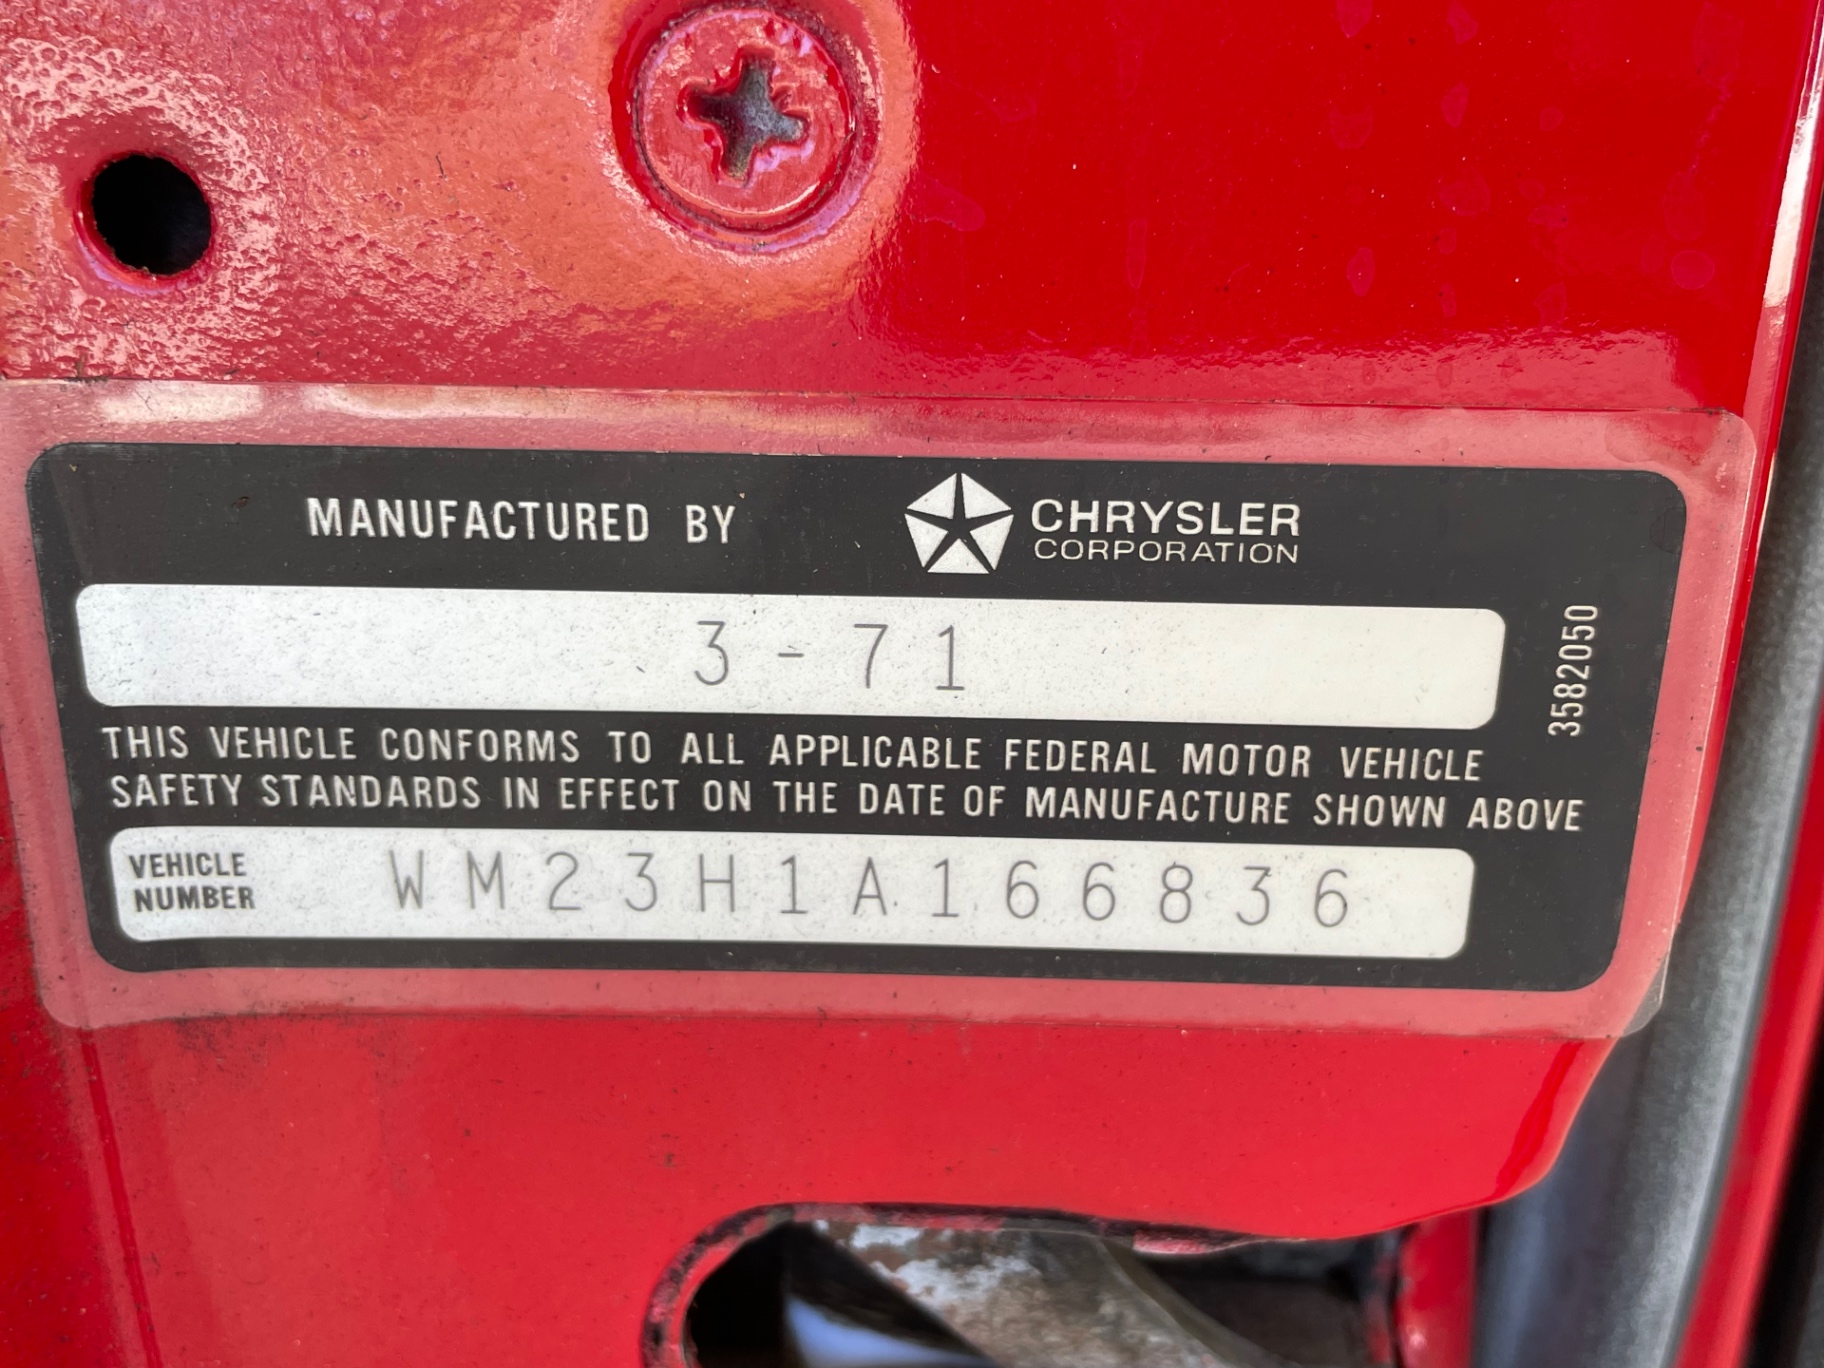 MANUFACTURED BY CHRYSLER
CORPORATION
3-71
3582050
THIS VEHICLE CONFORMS TO ALL APPLICABLE FEDERAL MOTOR VEHICLE
SAFETY STANDARDS IN EFFECT ON THE DATE OF MANUFACTURE SHOWN ABOVE
VEHICLE
NUMBER
WM23H1A166836